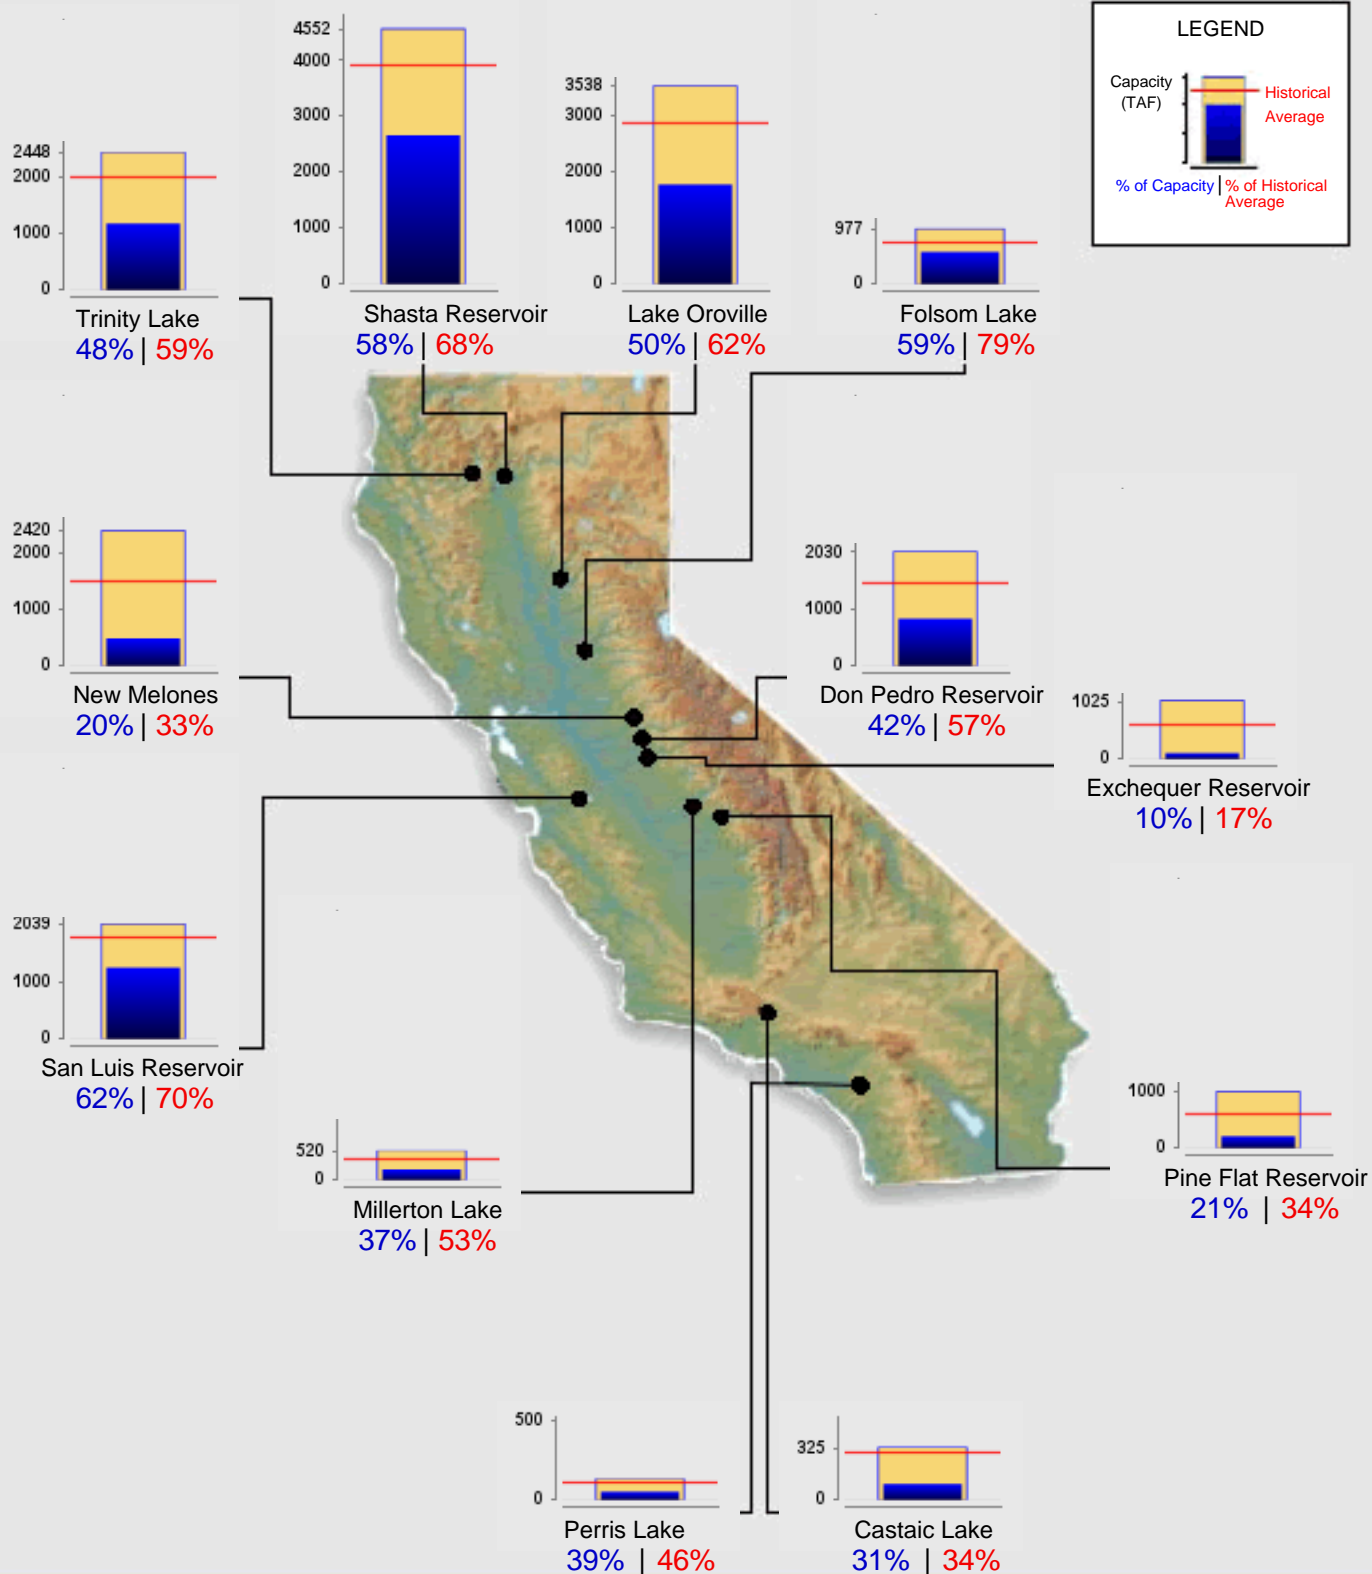 4552
4000
3000
2000
1000
0
Shasta Reservoir
58% | 68%
3538
3000
2000
1000
0
Lake Oroville
50% | 62%
977
0
Folsom Lake
59% | 79%
LEGEND
Capacity
(TAF)
Historical
Average
% of Capacity | % of Historical
Average
2448
2000
1000
0
Trinity Lake
48% | 59%
2420
2000
1000
0
New Melones
20% | 33%
2030
1000
0
Don Pedro Reservoir
42% | 57%
1025
0
Exchequer Reservoir
10% | 17%
2039
1000
0
San Luis Reservoir
62% | 70%
520
0
Millerton Lake
37% | 53%
1000
0
Pine Flat Reservoir
21% | 34%
500
0
Perris Lake
39% | 46%
325
0
Castaic Lake
31% | 34%